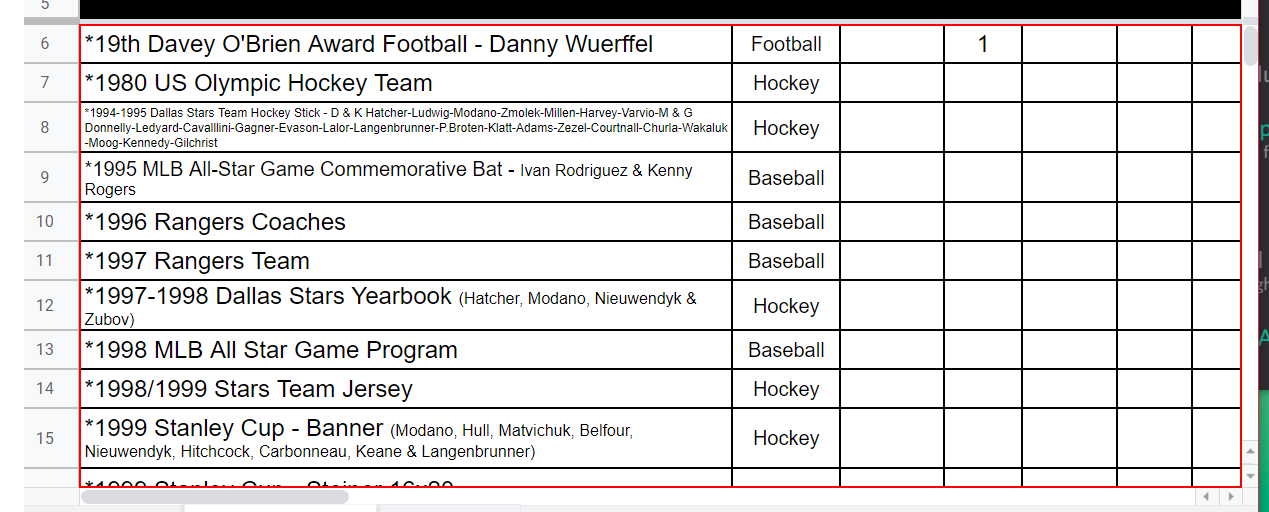 5
6 *19th Davey O'Brien Award Football - Danny Wuerffel Football 1
7 *1980 US Olympic Hockey Team Hockey
8 *1994-1995 Dallas Stars Team Hockey Stick - D & K Hatcher-Ludwig-Modano-Zmolek-Millen-Harvey-Varvio-M & G
Donnelly-Ledyard-Cavalllini-Gagner-Evason-Lalor-Langenbrunner-P.Broten-Klatt-Adams-Zezel-Courtnall-Churla-Wakaluk
-Moog-Kennedy-Gilchrist Hockey
9 *1995 MLB All-Star Game Commemorative Bat - Ivan Rodriguez & Kenny
Rogers Baseball
10 *1996 Rangers Coaches Baseball
11 *1997 Rangers Team Baseball
12 *1997-1998 Dallas Stars Yearbook (Hatcher, Modano, Nieuwendyk &
Zubov) Hockey
13 *1998 MLB All Star Game Program Baseball
14 *1998/1999 Stars Team Jersey Hockey
15 *1999 Stanley Cup - Banner (Modano, Hull, Matvichuk, Belfour,
Nieuwendyk, Hitchcock, Carbonneau, Keane & Langenbrunner) Hockey
*1999 Stanley Cup - Steiner 16x20